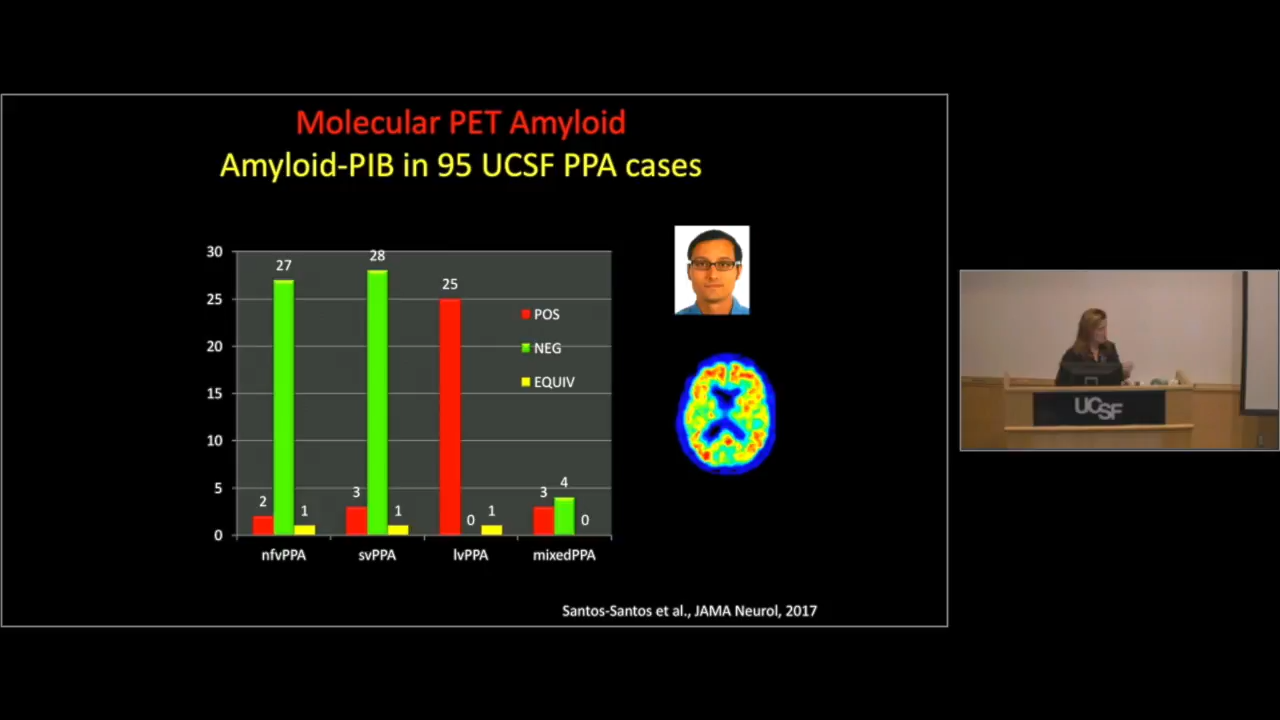 Molecular PET Amyloid
Amyloid-PIB in 95 UCSF PPA cases
30
25
20
15
10
5
0
2
27
1
3
28
1
25
0
1
3
4
0
POS
NEG
EQUIV
nfvPPA
svPPA
lvPPA
mixedPPA
Santos-Santos et al., JAMA Neurol, 2017
UCSF